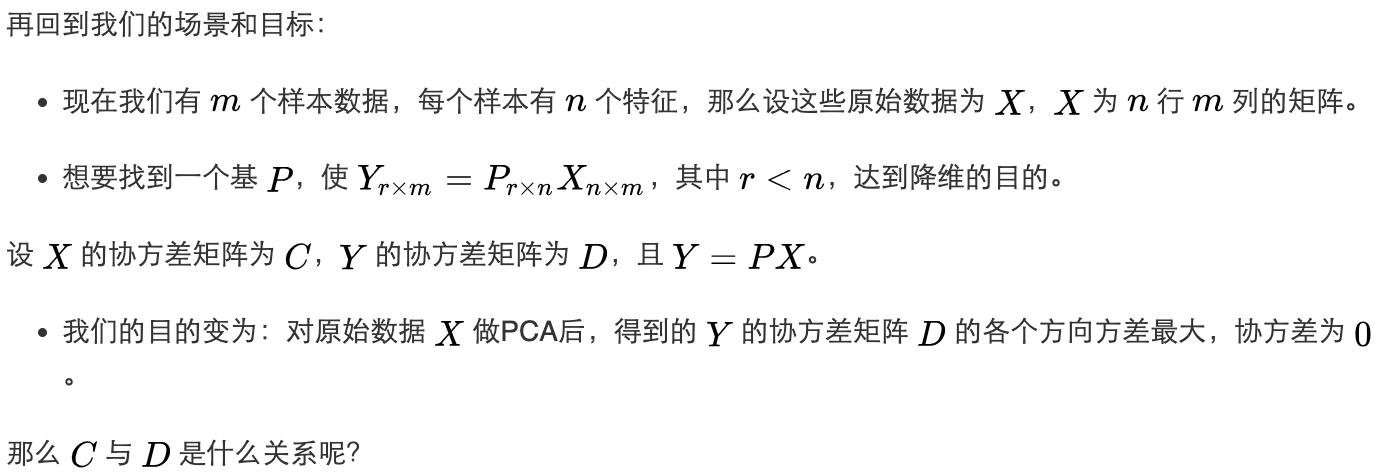 再回到我们的场景和目标：
• 现在我们有 m 个样本数据，每个样本有 n 个特征，那么设这些原始数据为 X，X 为 n 行 m 列的矩阵。
• 想要找到一个基 P，使 Y_{r×m} = P_{r×n}X_{n×m}，其中 r < n，达到降维的目的。
设 X 的协方差矩阵为 C，Y 的协方差矩阵为 D，且 Y = PX。
• 我们的目的变为：对原始数据 X 做PCA后，得到的 Y 的协方差矩阵 D 的各个方向方差最大，协方差为 0
。
那么 C 与 D 是什么关系呢？